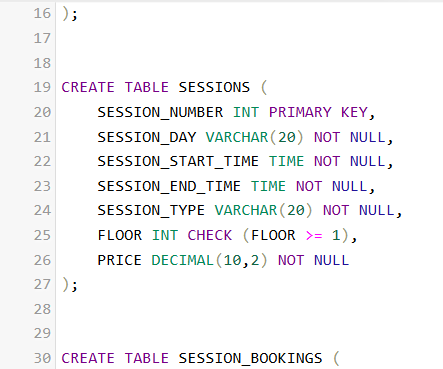 16 );
17
18
19 CREATE TABLE SESSIONS (
20 SESSION_NUMBER INT PRIMARY KEY,
21 SESSION_DAY VARCHAR(20) NOT NULL,
22 SESSION_START_TIME TIME NOT NULL,
23 SESSION_END_TIME TIME NOT NULL,
24 SESSION_TYPE VARCHAR(20) NOT NULL,
25 FLOOR INT CHECK (FLOOR >= 1),
26 PRICE DECIMAL(10,2) NOT NULL
27 );
28
29
30 CREATE TABLE SESSION_BOOKINGS (